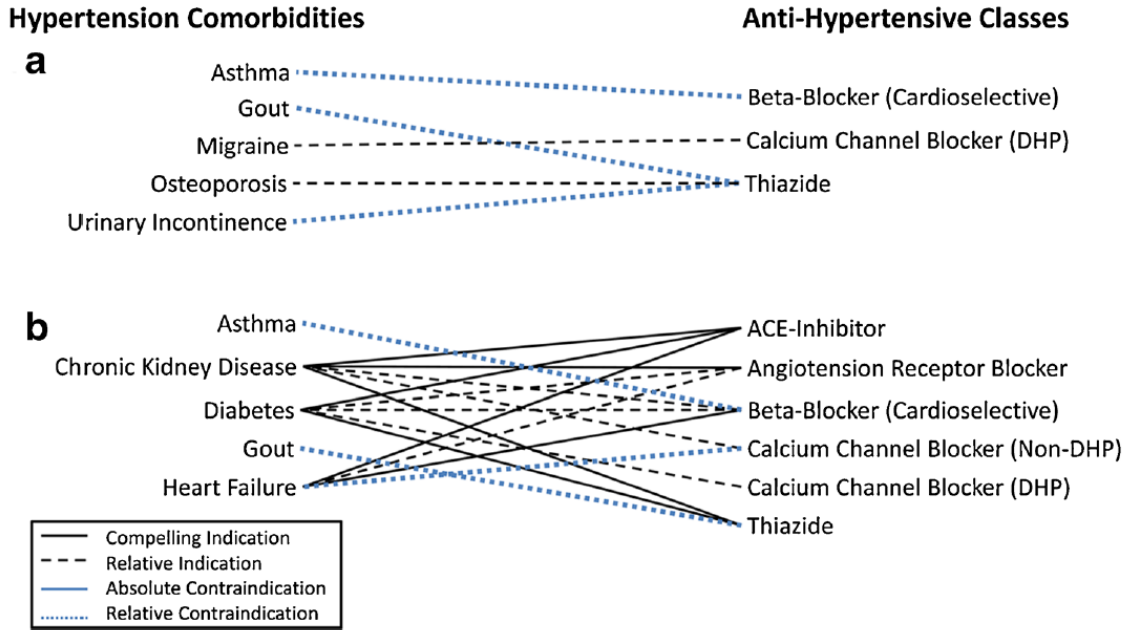 Hypertension Comorbidities
Anti-Hypertensive Classes
a
Asthma
Gout
Migraine
Osteoporosis
Urinary Incontinence
Beta-Blocker (Cardioselective)
Calcium Channel Blocker (DHP)
Thiazide
b
Asthma
Chronic Kidney Disease
Diabetes
Gout
Heart Failure
ACE-Inhibitor
Angiotension Receptor Blocker
Beta-Blocker (Cardioselective)
Calcium Channel Blocker (Non-DHP)
Calcium Channel Blocker (DHP)
Thiazide
Compelling Indication
Relative Indication
Absolute Contraindication
Relative Contraindication